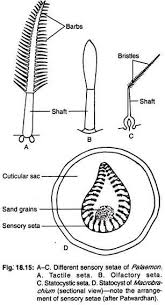 Barbs
Bristles
Shaft
Shaft
Shaft
A
B
C
Cuticular sac
Sand grains
Sensory seta
D
Fig. 18.15: A–C. Different sensory setae of Palaemon.
A. Tactile seta. B. Olfactory seta.
C. Statocystic seta. D. Statocyst of Macrobra-
chium (sectional view)—note the arrange-
ment of sensory setae (after Patwardhan).